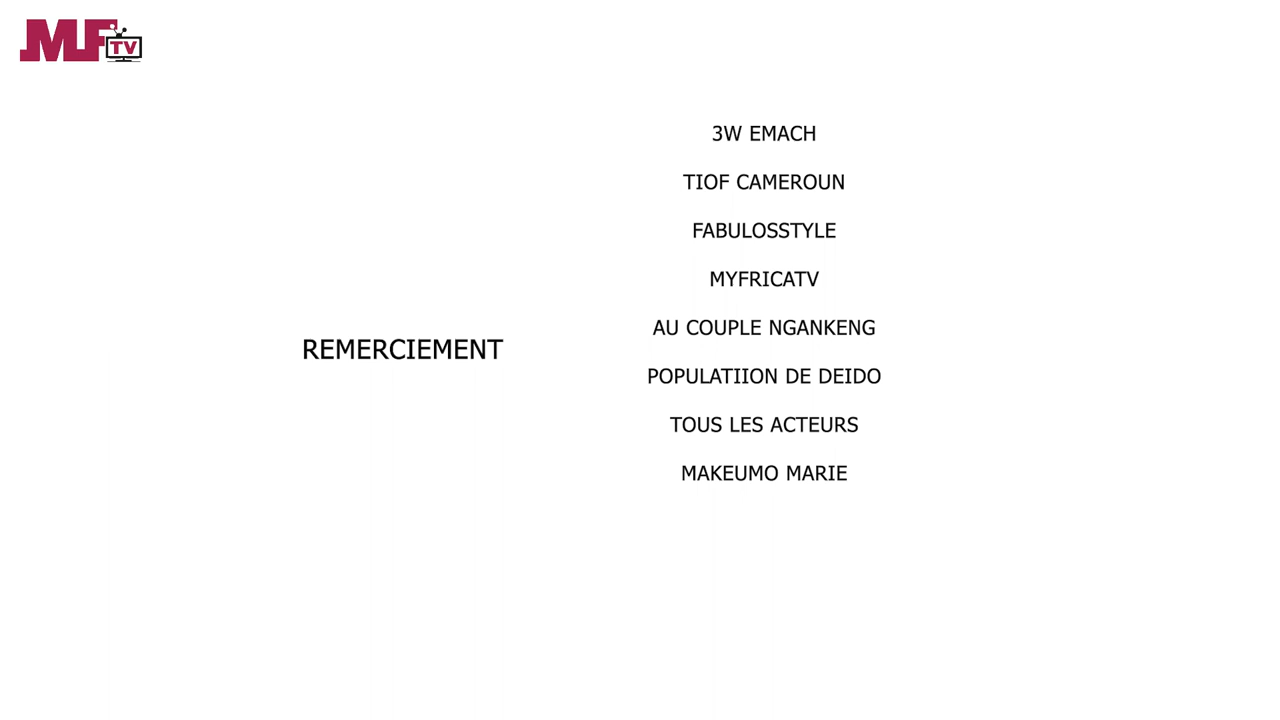 MF TV
3W EMACH
TIOF CAMEROUN
FABULOSSTYLE
MYFRICATV
AU COUPLE NGANKENG
REMERCIEMENT
POPULATIION DE DEIDO
TOUS LES ACTEURS
MAKEUMO MARIE